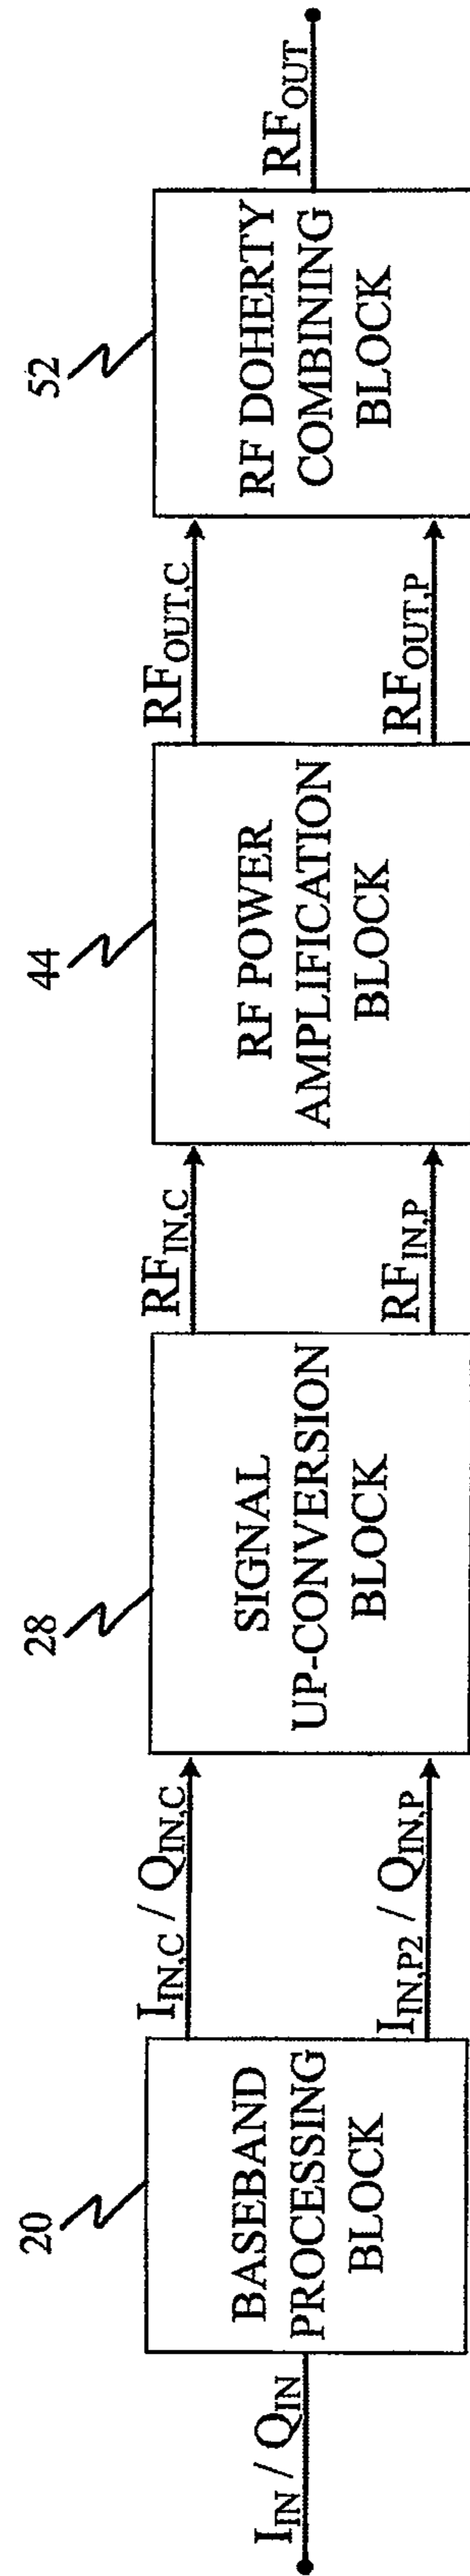 I_IN / Q_IN
20
BASEBAND
PROCESSING
BLOCK
I_IN,C / Q_IN,C
I_IN,P2 / Q_IN,P
28
SIGNAL
UP-CONVERSION
BLOCK
RF_IN,C
RF_IN,P
44
RF POWER
AMPLIFICATION
BLOCK
RF_OUT,C
RF_OUT,P
52
RF DOHERTY
COMBINING
BLOCK
RF_OUT